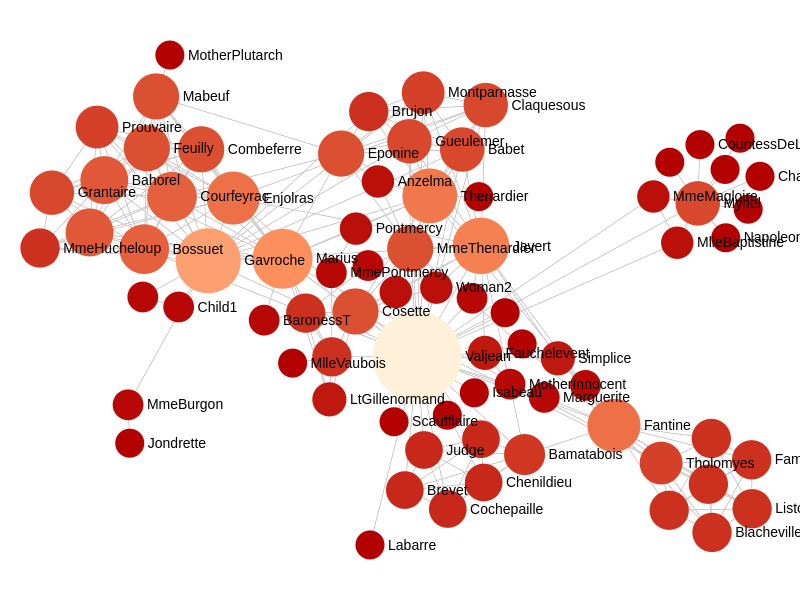 MotherPlutarch
Mabeuf
Montparnasse
Claquesous
Brujon
Prouvaire
Feuilly
Combeferre
Eponine
Gueulemer
Babet
CountessDeL
Cha
Bahorel
Grantaire
Courfeyrac
Enjolras
Anzelma
Thenardier
MmeMagloire
Myriel
Pontmercy
MmeHucheloup
Bossuet
Gavroche
Marius
MmeThenardier
Javert
MlleBaptistine
Napoleon
MmePontmercy
Woman2
Child1
BaronessT
Cosette
MlleVaubois
Valjean
Fauchelevent
Simplice
MotherInnocent
Isabeau
Marguerite
LtGillenormand
MmeBurgon
Scaufflaire
Fantine
Jondrette
Judge
Bamatabois
Tholomyes
Fam
Brevet
Chenildieu
Cochepaille
Listo
Blacheville
Labarre